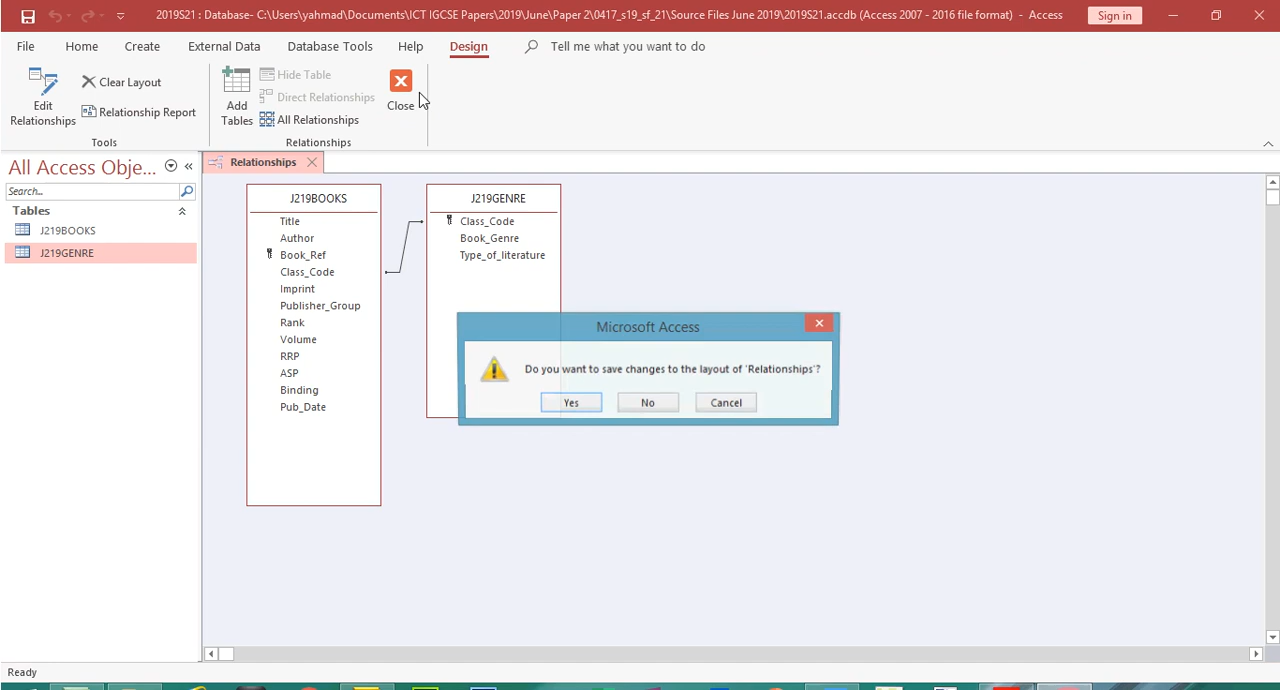 2019S21 : Database- C:\Users\yahmad\Documents\ICT IGCSE Papers\2019\June\Paper 2\0417_s19_sf_21\Source Files June 2019\2019S21.accdb (Access 2007 - 2016 file format) - Access
Sign in
File Home Create External Data Database Tools Help Design Tell me what you want to do
Edit Relationships
Clear Layout
Relationship Report
Tools
Add Tables
Hide Table
Direct Relationships
All Relationships
Relationships
Close
All Access Obje...
Search...
Tables
J219BOOKS
J219GENRE
Relationships
J219BOOKS
Title
Author
Book_Ref
Class_Code
Imprint
Publisher_Group
Rank
Volume
RRP
ASP
Binding
Pub_Date
J219GENRE
Class_Code
Book_Genre
Type_of_literature
Microsoft Access
Do you want to save changes to the layout of 'Relationships'?
Yes No Cancel
Ready